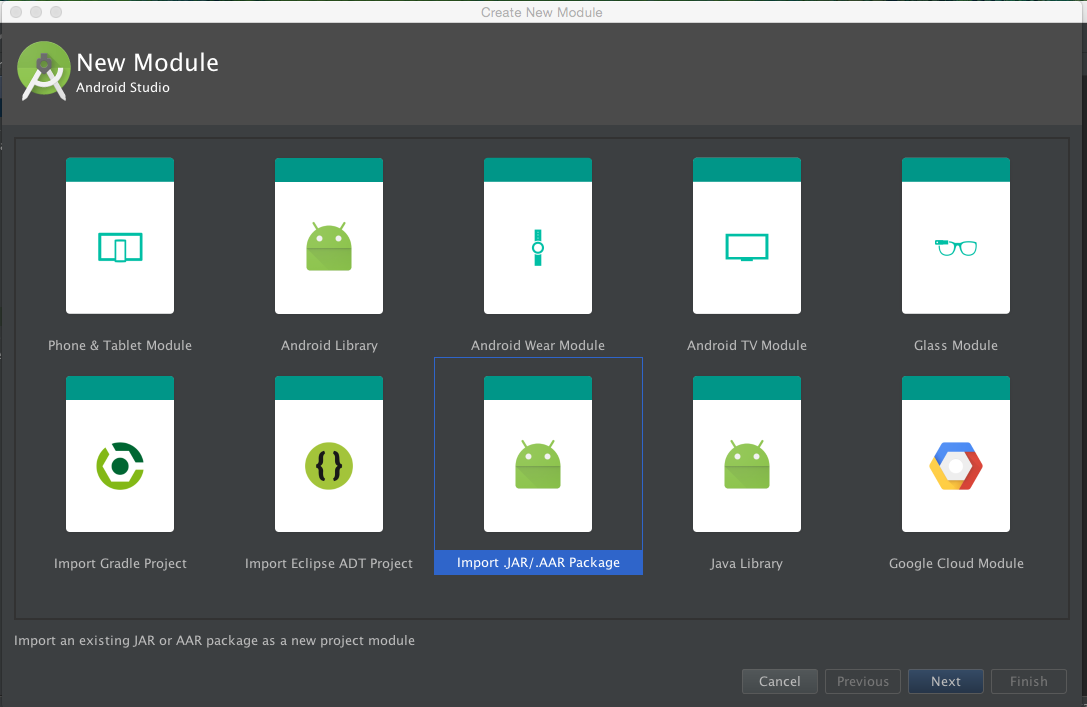 Create New Module
New Module
Android Studio
Phone & Tablet Module
Android Library
Android Wear Module
Android TV Module
Glass Module
Import Gradle Project
{}
Import Eclipse ADT Project
Import .JAR/.AAR Package
Java Library
Google Cloud Module
Import an existing JAR or AAR package as a new project module
Cancel
Previous
Next
Finish